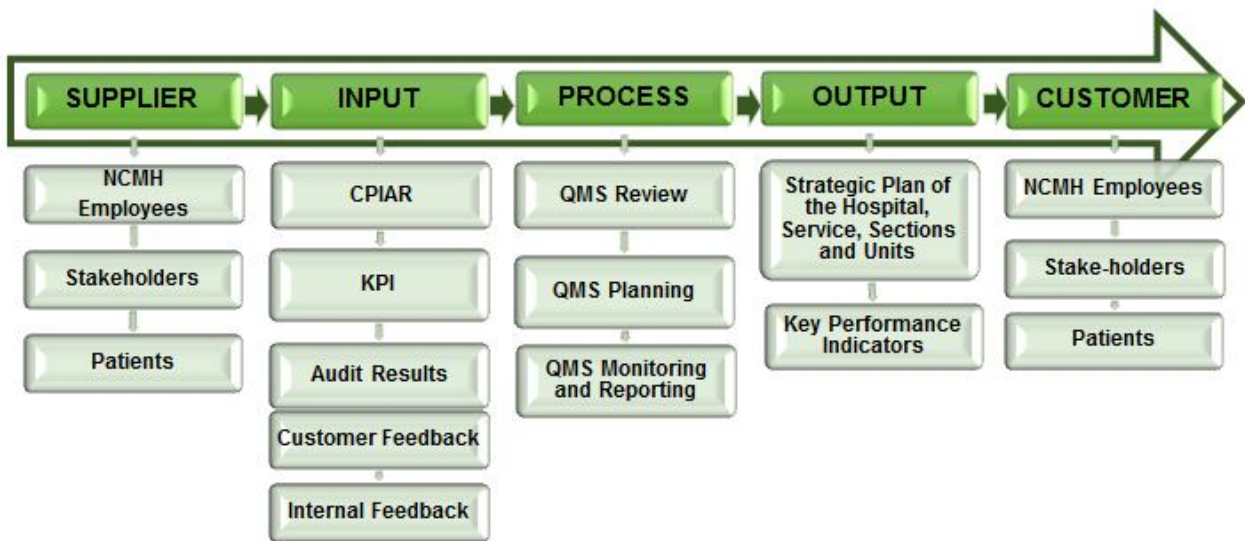 SUPPLIER
INPUT
PROCESS
OUTPUT
CUSTOMER
NCMH
Employees
Stakeholders
Patients
CPIAR
KPI
Audit Results
Customer Feedback
Internal Feedback
QMS Review
QMS Planning
QMS Monitoring
and Reporting
Strategic Plan of
the Hospital,
Service, Sections
and Units
Key Performance
Indicators
NCMH Employees
Stake-holders
Patients